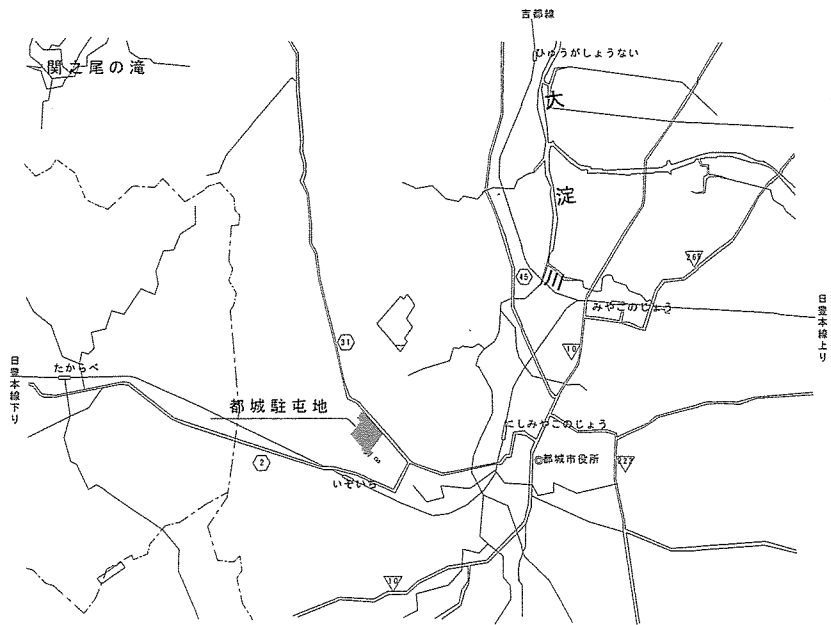 吉都線
ひゅうがしょうない
関之尾の滝
大
淀
川
269
45
みやこのじょう
日豊本線上り
10
31
日豊本線下り
たからべ
都城駐屯地
にしみやこのじょう
◎都城市役所
222
2
いそいち
10